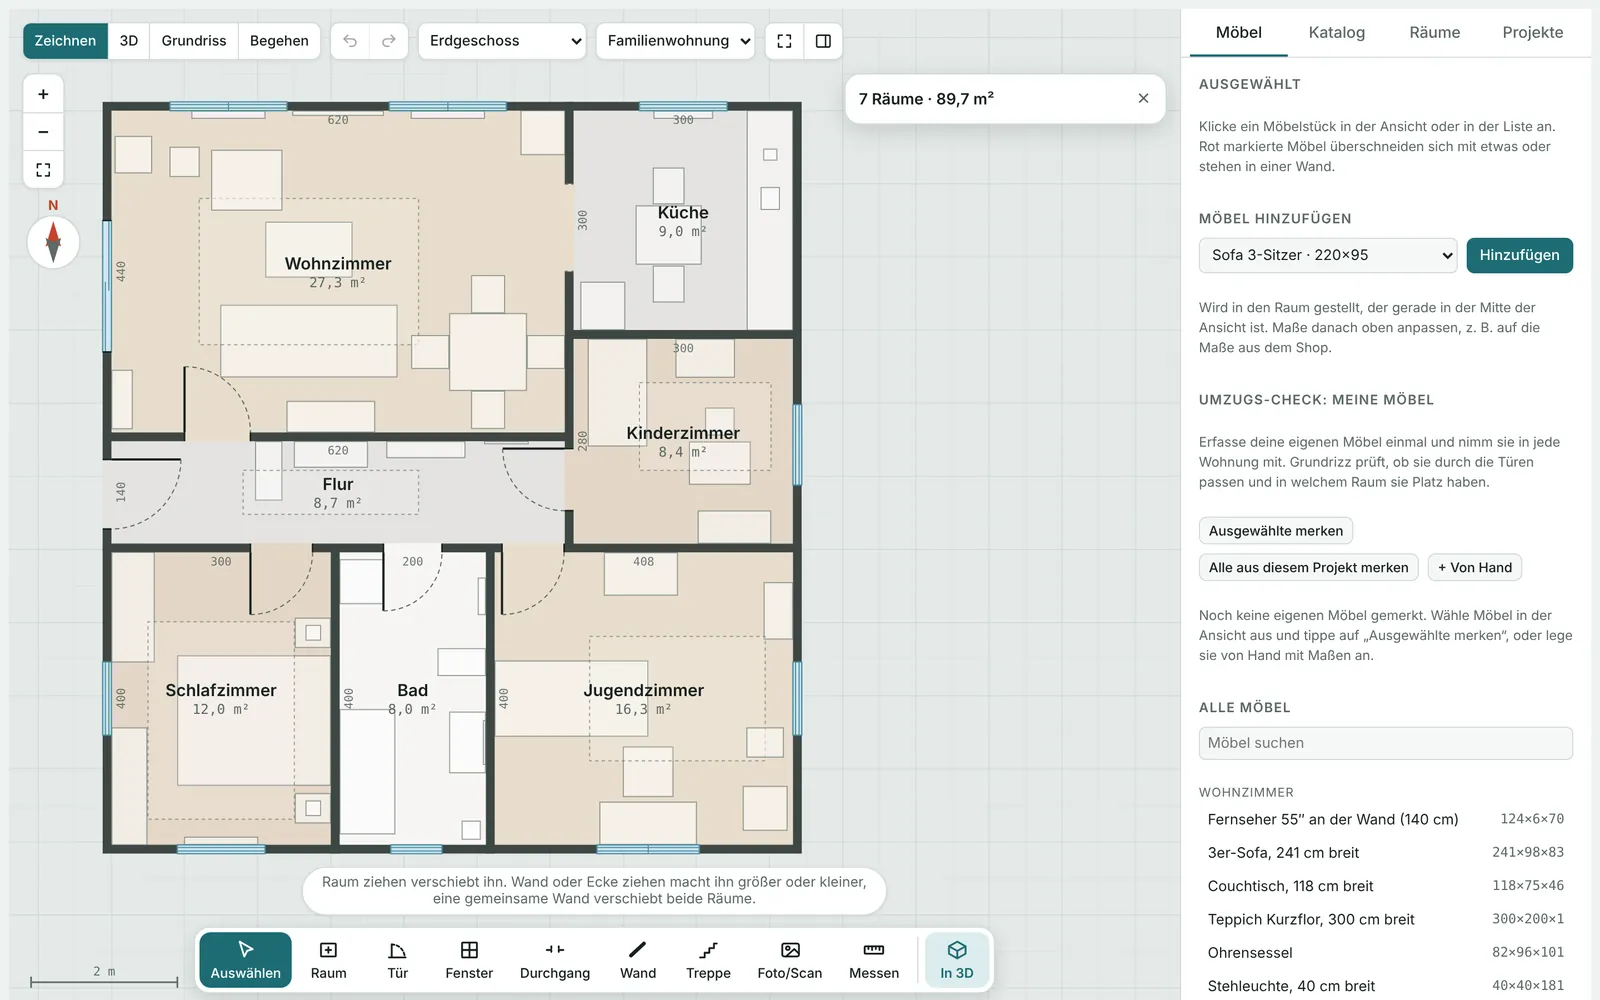 Zeichnen
3D
Grundriss
Begehen
Erdgeschoss
Familienwohnung
Möbel
Katalog
Räume
Projekte
7 Räume · 89,7 m²
+
−
N
620
300
440
300
Wohnzimmer
27,3 m²
Küche
9,0 m²
300
280
Kinderzimmer
8,4 m²
620
140
Flur
8,7 m²
300
200
408
400
Schlafzimmer
12,0 m²
400
Bad
8,0 m²
400
Jugendzimmer
16,3 m²
Raum ziehen verschiebt ihn. Wand oder Ecke ziehen macht ihn größer oder kleiner,
eine gemeinsame Wand verschiebt beide Räume.
2 m
Auswählen
Raum
Tür
Fenster
Durchgang
Wand
Treppe
Foto/Scan
Messen
In 3D
AUSGEWÄHLT
Klicke ein Möbelstück in der Ansicht oder in der Liste an.
Rot markierte Möbel überschneiden sich mit etwas oder
stehen in einer Wand.
MÖBEL HINZUFÜGEN
Sofa 3-Sitzer · 220×95
Hinzufügen
Wird in den Raum gestellt, der gerade in der Mitte der
Ansicht ist. Maße danach oben anpassen, z. B. auf die
Maße aus dem Shop.
UMZUGS-CHECK: MEINE MÖBEL
Erfasse deine eigenen Möbel einmal und nimm sie in jede
Wohnung mit. Grundrizz prüft, ob sie durch die Türen
passen und in welchem Raum sie Platz haben.
Ausgewählte merken
Alle aus diesem Projekt merken
+ Von Hand
Noch keine eigenen Möbel gemerkt. Wähle Möbel in der
Ansicht aus und tippe auf „Ausgewählte merken“, oder lege
sie von Hand mit Maßen an.
ALLE MÖBEL
Möbel suchen
WOHNZIMMER
Fernseher 55″ an der Wand (140 cm) 124×6×70
3er-Sofa, 241 cm breit 241×98×83
Couchtisch, 118 cm breit 118×75×46
Teppich Kurzflor, 300 cm breit 300×200×1
Ohrensessel 82×96×101
Stehleuchte, 40 cm breit 40×40×181